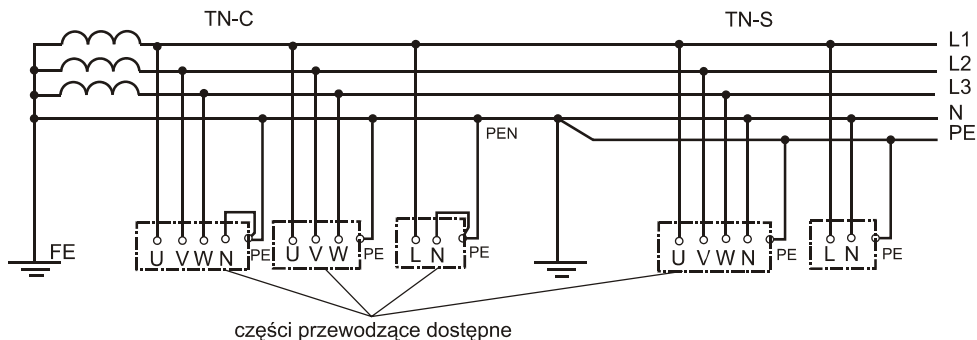 TN-C
TN-S
L1
L2
L3
N
PE
PEN
FE
U V W N
PE
U V W
PE
L N
PE
U V W N
PE
L N
PE
części przewodzące dostępne